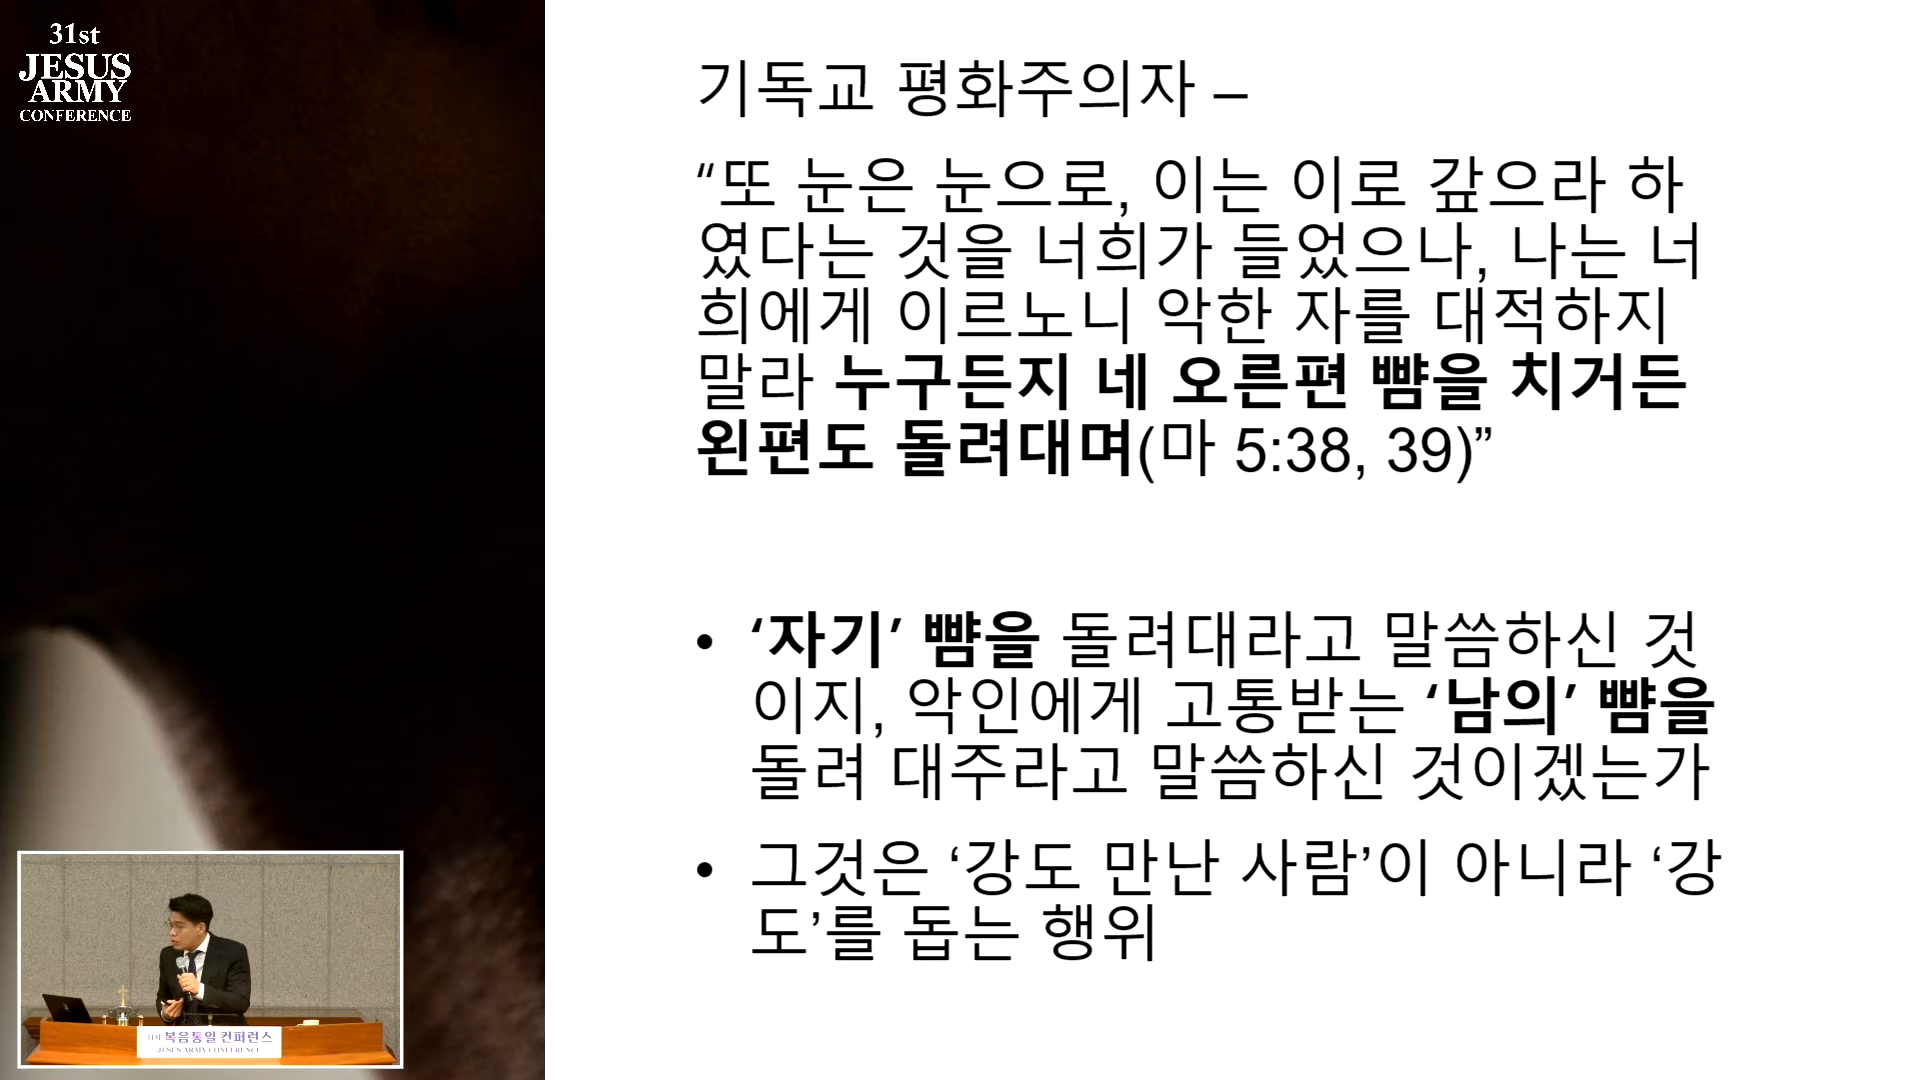 31st
JESUS
ARMY
CONFERENCE
기독교 평화주의자 –
“또 눈은 눈으로, 이는 이로 갚으라 하
였다는 것을 너희가 들었으나, 나는 너
희에게 이르노니 악한 자를 대적하지
말라 누구든지 네 오른편 뺨을 치거든
왼편도 돌려대며(마 5:38, 39)”
• ‘자기’ 뺨을 돌려대라고 말씀하신 것
이지, 악인에게 고통받는 ‘남의’ 뺨을
돌려 대주라고 말씀하신 것이겠는가
• 그것은 ‘강도 만난 사람’이 아니라 ‘강
도’를 돕는 행위
31차 복음통일 컨퍼런스
JESUS ARMY CONFERENCE